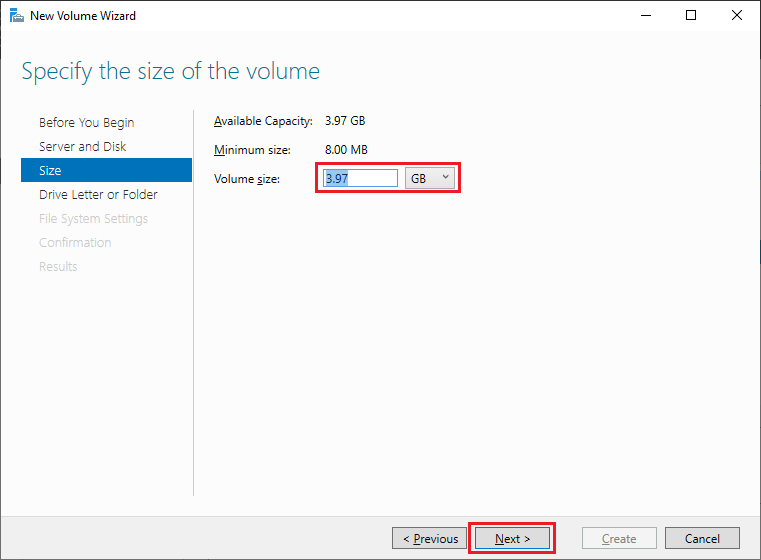 New Volume Wizard
Specify the size of the volume
Before You Begin
Server and Disk
Size
Drive Letter or Folder
File System Settings
Confirmation
Results
Available Capacity: 3.97 GB
Minimum size: 8.00 MB
Volume size: 3.97 GB
< Previous Next > Create Cancel